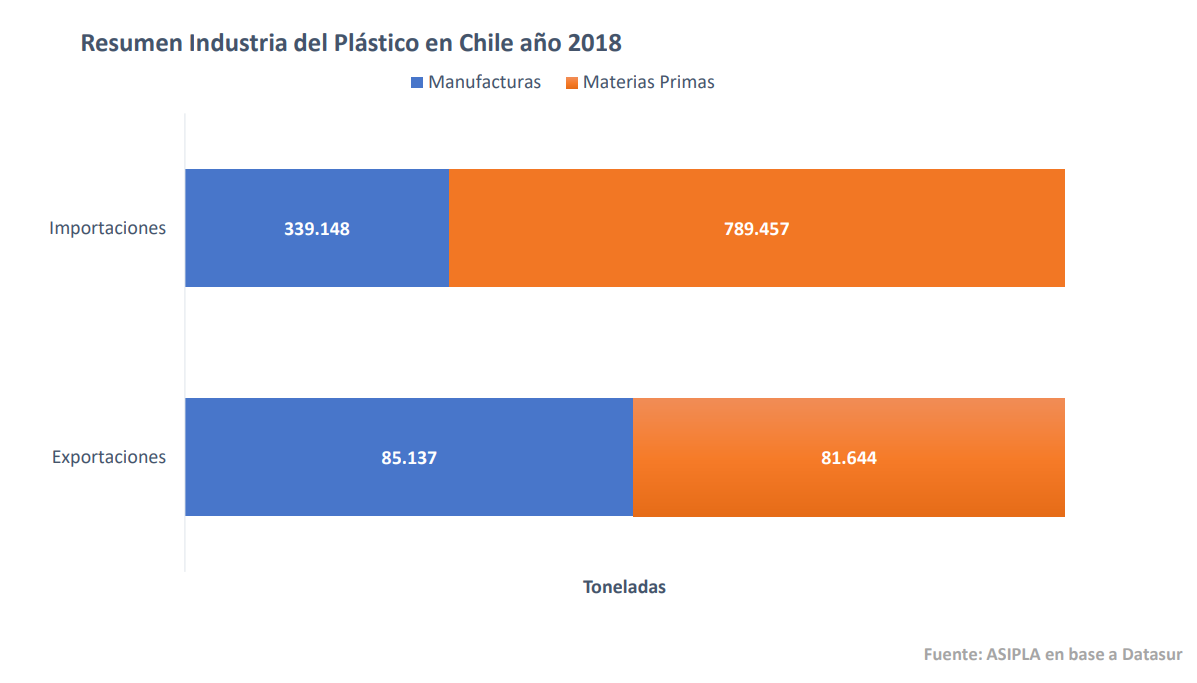 Resumen Industria del Plástico en Chile año 2018
Manufacturas Materias Primas
Importaciones 339.148 789.457
Exportaciones 85.137 81.644
Toneladas
Fuente: ASIPLA en base a Datasur